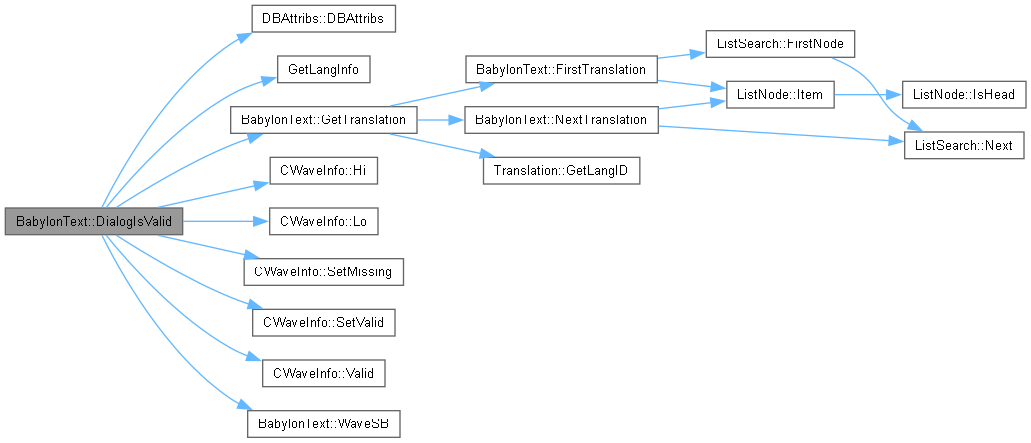 DBAttribs::DBAttribs
GetLangInfo
BabylonText::GetTranslation
CWaveInfo::Hi
BabylonText::DialogIsValid
CWaveInfo::Lo
CWaveInfo::SetMissing
CWaveInfo::SetValid
CWaveInfo::Valid
BabylonText::WaveSB
BabylonText::FirstTranslation
BabylonText::NextTranslation
Translation::GetLangID
ListSearch::FirstNode
ListNode::Item
ListNode::IsHead
ListSearch::Next